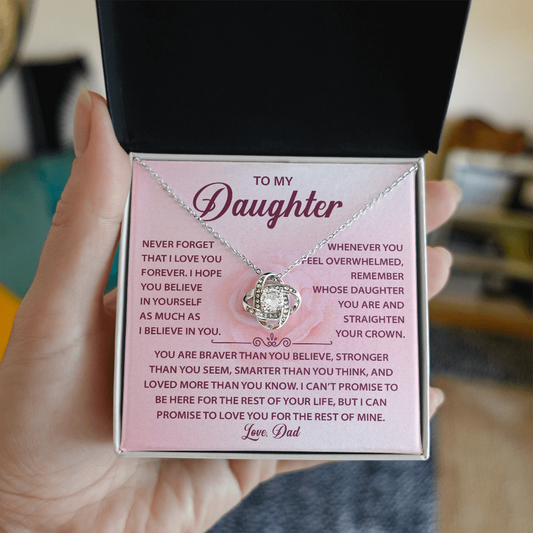 TO MY
Daughter
NEVER FORGET
THAT I LOVE YOU
FOREVER. I HOPE
YOU BELIEVE
IN YOURSELF
AS MUCH AS
I BELIEVE IN YOU.
WHENEVER YOU
FEEL OVERWHELMED,
REMEMBER
WHOSE DAUGHTER
YOU ARE AND
STRAIGHTEN
YOUR CROWN.
YOU ARE BRAVER THAN YOU BELIEVE, STRONGER
THAN YOU SEEM, SMARTER THAN YOU THINK, AND
LOVED MORE THAN YOU KNOW. I CAN'T PROMISE TO
BE HERE FOR THE REST OF YOUR LIFE, BUT I CAN
PROMISE TO LOVE YOU FOR THE REST OF MINE.
Love, Dad